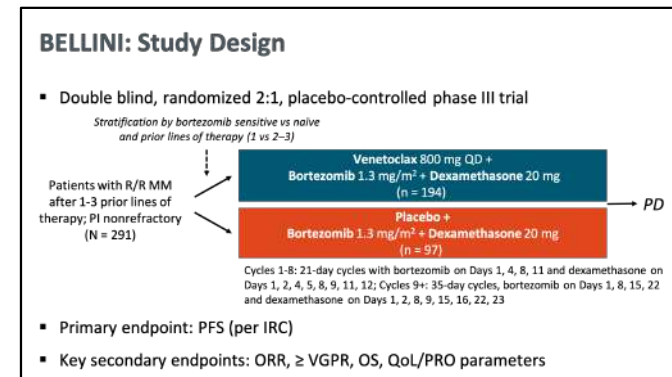 BELLINI: Study Design
▪ Double blind, randomized 2:1, placebo-controlled phase III trial
Stratification by bortezomib sensitive vs naive
and prior lines of therapy (1 vs 2–3)
Patients with R/R MM
after 1-3 prior lines of
therapy; PI nonrefractory
(N = 291)
Venetoclax 800 mg QD +
Bortezomib 1.3 mg/m² + Dexamethasone 20 mg
(n = 194)
Placebo +
Bortezomib 1.3 mg/m² + Dexamethasone 20 mg
(n = 97)
PD
Cycles 1-8: 21-day cycles with bortezomib on Days 1, 4, 8, 11 and dexamethasone on
Days 1, 2, 4, 5, 8, 9, 11, 12; Cycles 9+: 35-day cycles, bortezomib on Days 1, 8, 15, 22
and dexamethasone on Days 1, 2, 8, 9, 15, 16, 22, 23
▪ Primary endpoint: PFS (per IRC)
▪ Key secondary endpoints: ORR, ≥ VGPR, OS, QoL/PRO parameters